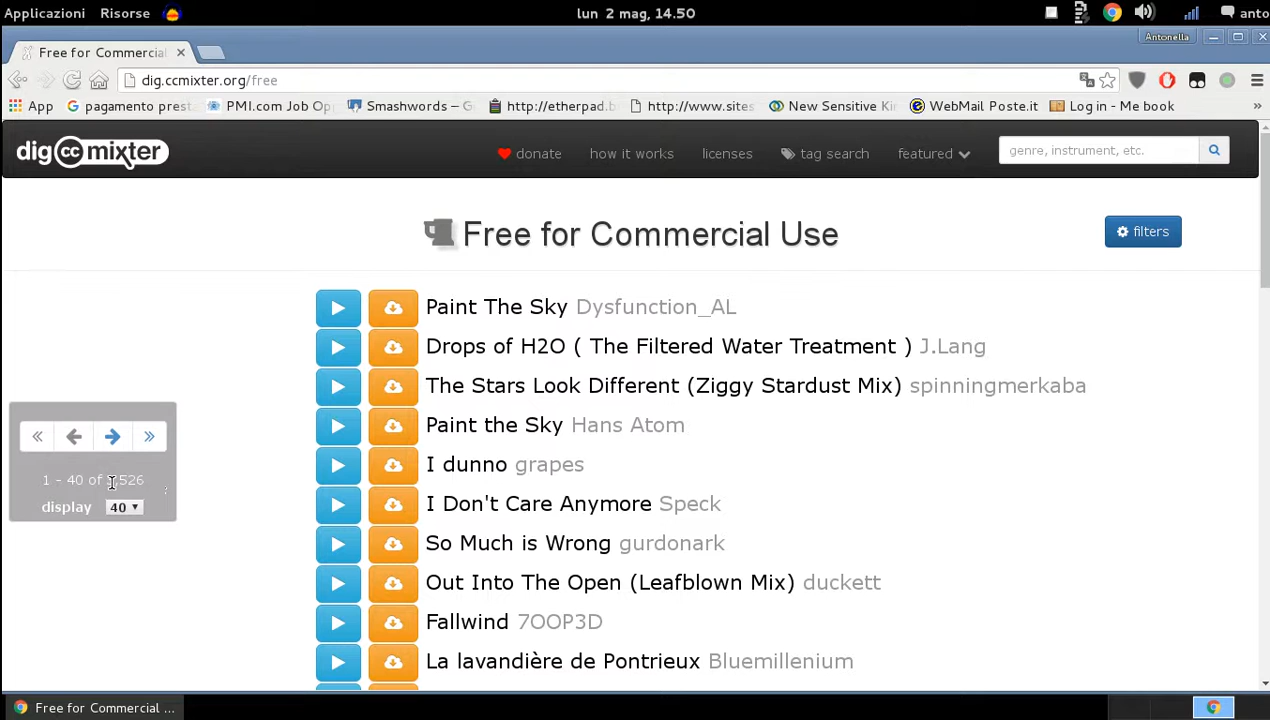 Applicazioni Risorse lun 2 mag, 14.50 anto
Free for Commercial Antonella
dig.ccmixter.org/free
App pagamento prest PMI.com Job Op Smashwords – G http://etherpad.b http://www.sites New Sensitive Kin WebMail Poste.it Log in - Me book
dig cc mixter donate how it works licenses tag search featured genre, instrument, etc.
Free for Commercial Use filters
Paint The Sky Dysfunction_AL
Drops of H2O ( The Filtered Water Treatment ) J.Lang
The Stars Look Different (Ziggy Stardust Mix) spinningmerkaba
Paint the Sky Hans Atom
I dunno grapes
I Don't Care Anymore Speck
So Much is Wrong gurdonark
Out Into The Open (Leafblown Mix) duckett
Fallwind 7OOP3D
La lavandière de Pontrieux Bluemillenium
1 - 40 of
display 40
Free for Commercial ...